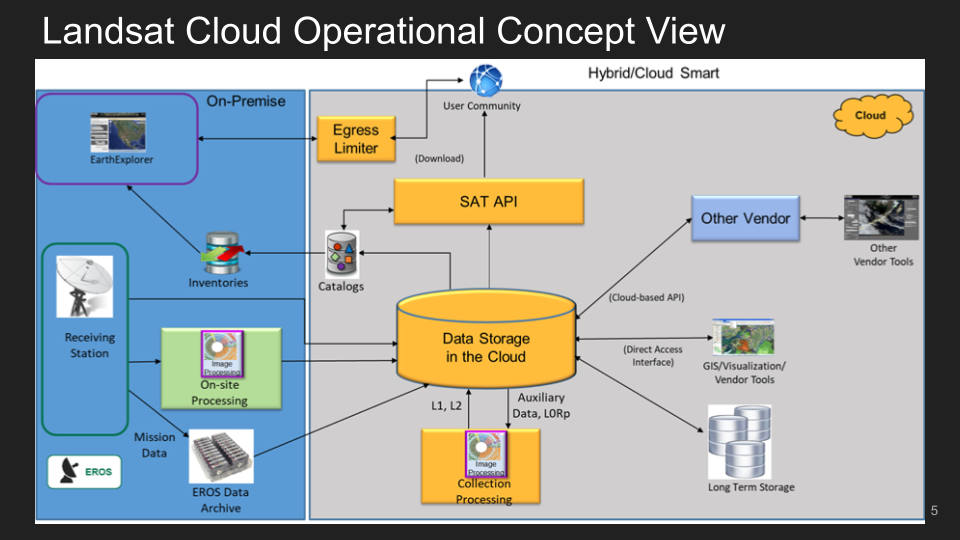 Landsat Cloud Operational Concept View
Hybrid/Cloud Smart
On-Premise
User Community
Cloud
Egress
Limiter
EarthExplorer
(Download)
SAT API
Other Vendor
Other
Vendor Tools
Inventories
Catalogs
(Cloud-based API)
Receiving
Station
Data Storage
in the Cloud
(Direct Access
Interface)
GIS/Visualization/
Vendor Tools
Image
Processing
On-site
Processing
L1, L2
Auxiliary
Data, L0Rp
Mission
Data
EROS
EROS Data
Archive
Image
Processing
Collection
Processing
Long Term Storage
5